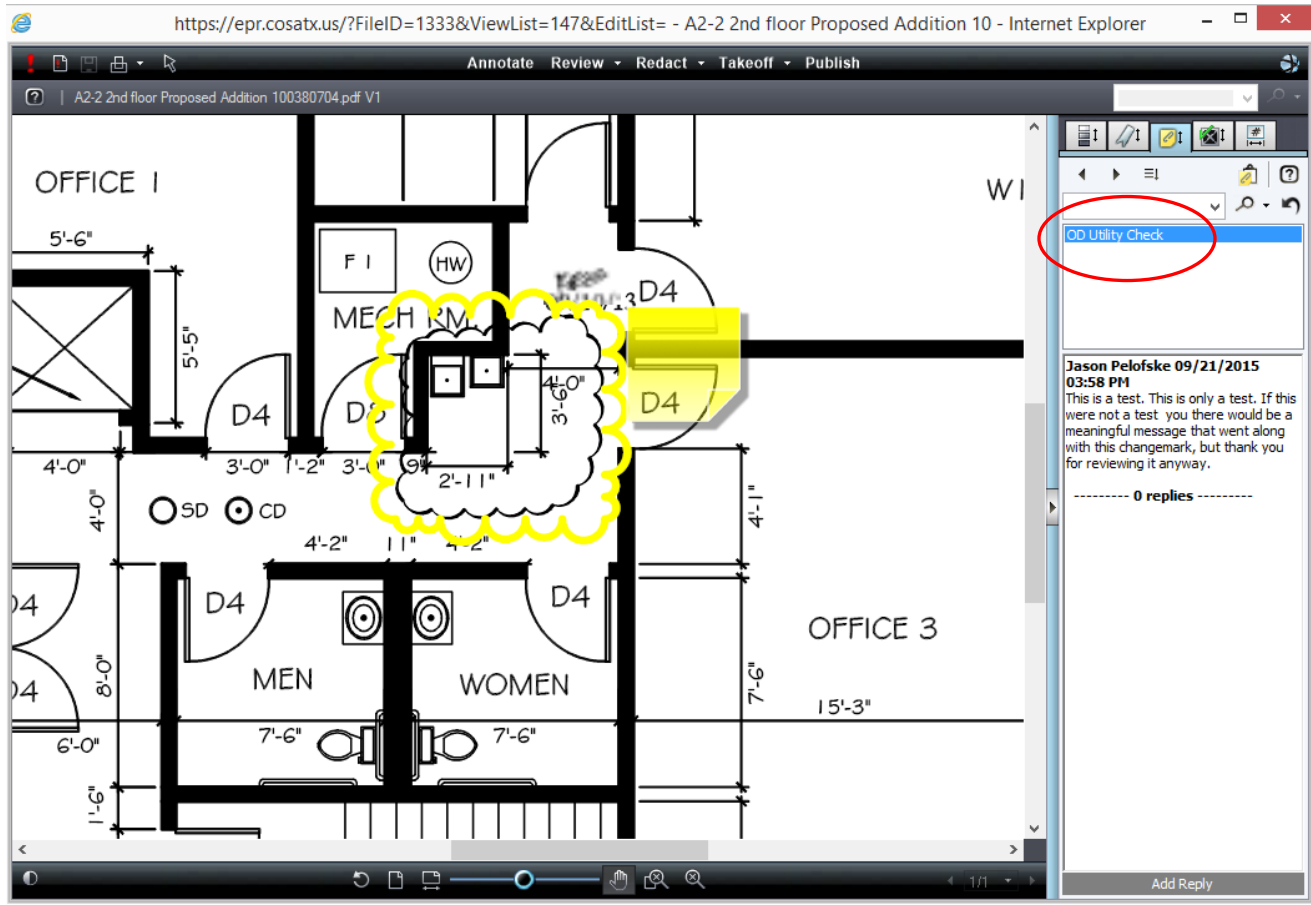 https://epr.cosatx.us/?FileID=1333&ViewList=147&EditList= - A2-2 2nd floor Proposed Addition 10 - Internet Explorer
Annotate Review Redact Takeoff Publish
A2-2 2nd floor Proposed Addition 100380704.pdf V1
OFFICE 1
W
5'-6"
F 1
HW
MECH RM.
5'-5"
D4
D4
D4
4'-0"
3'-6"
4'-0"
3'-0"
1'-2"
3'-0"
9"
2'-11"
4'-0"
SD
CD
4'-1"
4'-2"
11"
4'-2"
D4
D4
OFFICE 3
8'-0"
MEN
WOMEN
7'-6"
15'-3"
6'-0"
7'-6"
7'-6"
1'-6"
1/1
OD Utility Check
Jason Pelofske 09/21/2015
03:58 PM
This is a test. This is only a test. If this
were not a test you there would be a
meaningful message that went along
with this changemark, but thank you
for reviewing it anyway.
--------- 0 replies ---------
Add Reply